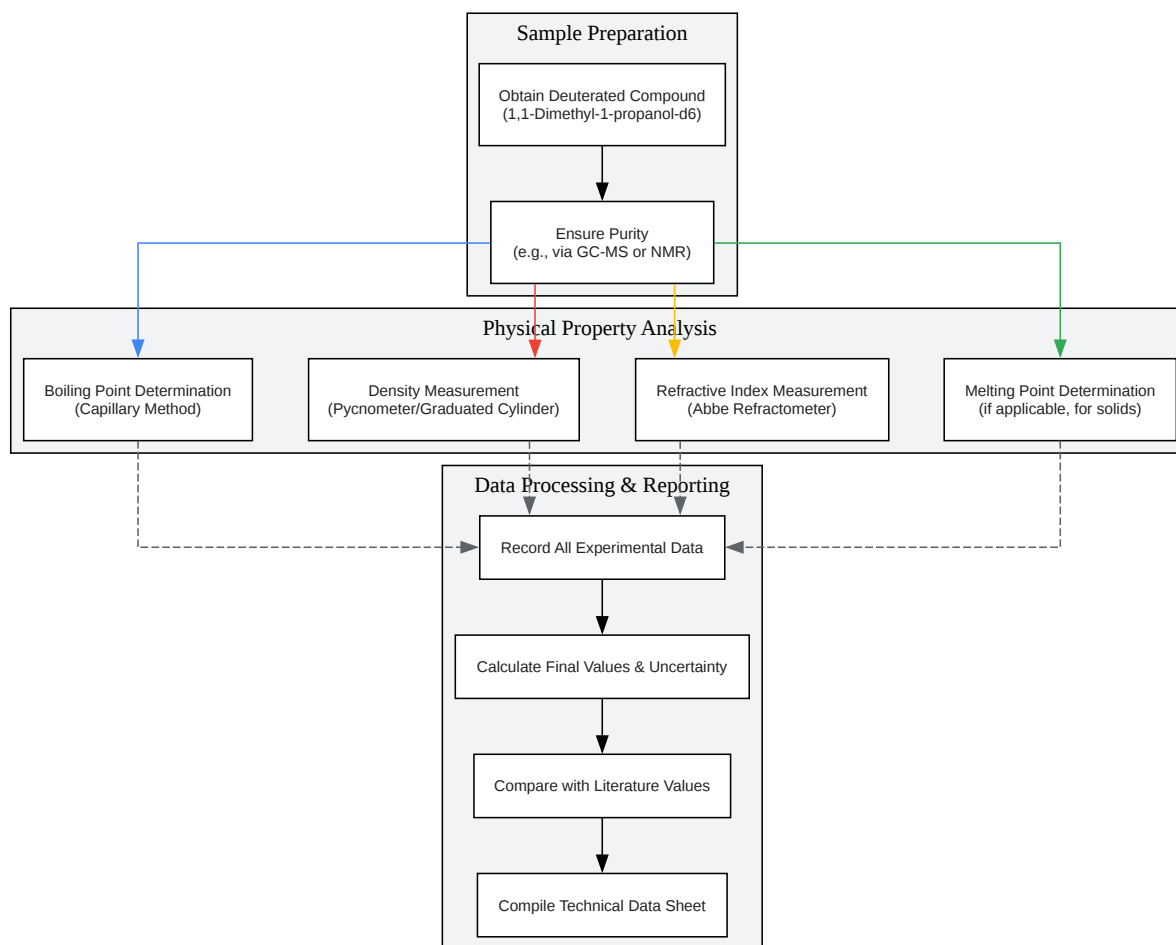 Sample Preparation
Obtain Deuterated Compound
(1,1-Dimethyl-1-propanol-d6)
Ensure Purity
(e.g., via GC-MS or NMR)
Physical Property Analysis
Boiling Point Determination
(Capillary Method)
Density Measurement
(Pycnometer/Graduated Cylinder)
Refractive Index Measurement
(Abbe Refractometer)
Melting Point Determination
(if applicable, for solids)
Data Processing & Reporting
Record All Experimental Data
Calculate Final Values & Uncertainty
Compare with Literature Values
Compile Technical Data Sheet